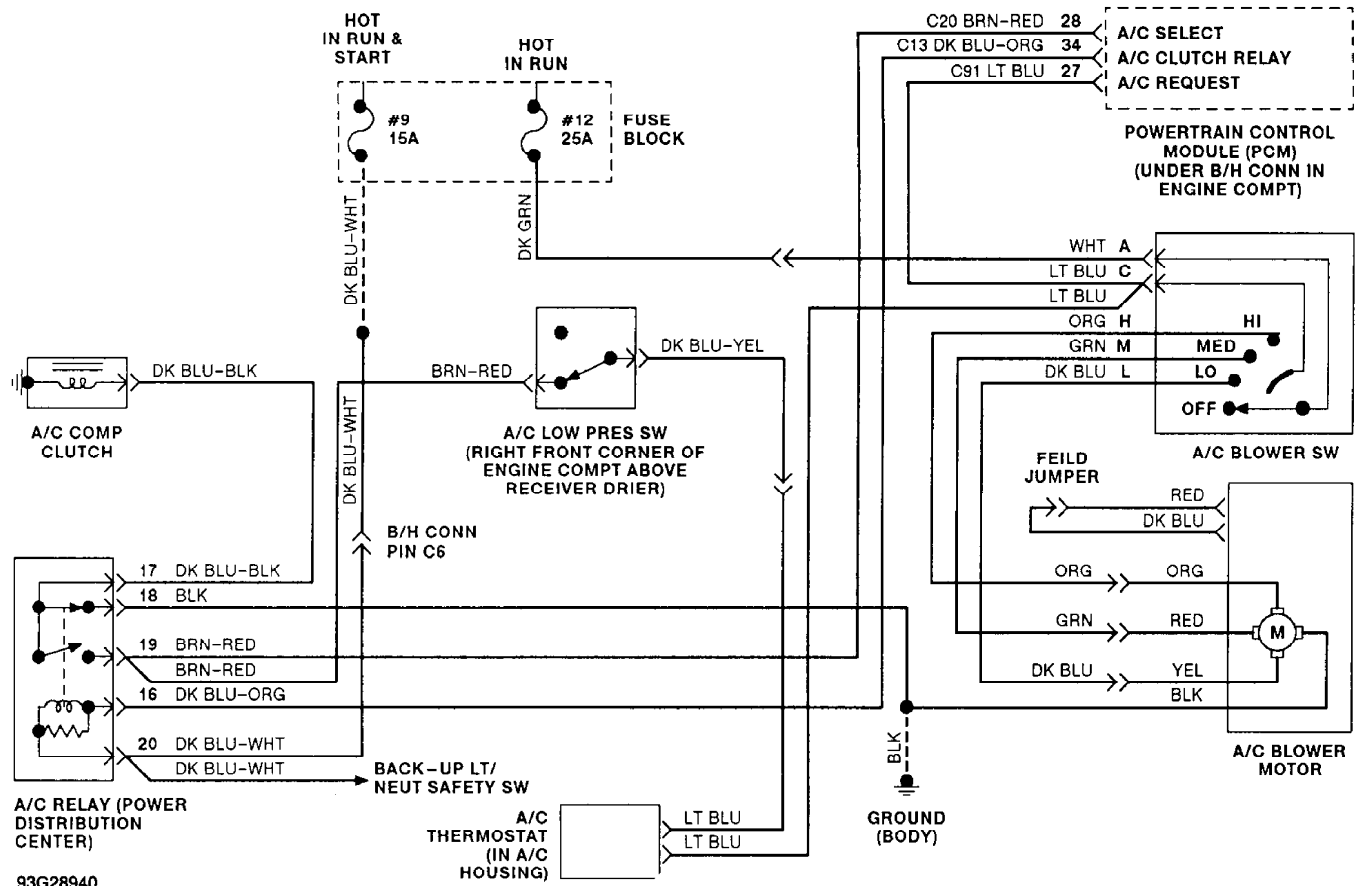 HOT
IN RUN &
START
HOT
IN RUN
#9
15A
#12
25A
FUSE
BLOCK
C20 BRN-RED 28
C13 DK BLU-ORG 34
C91 LT BLU 27
A/C SELECT
A/C CLUTCH RELAY
A/C REQUEST
POWERTRAIN CONTROL
MODULE (PCM)
(UNDER B/H CONN IN
ENGINE COMPT)
DK BLU-WHT
DK GRN
WHT A
LT BLU C
LT BLU
ORG H
GRN M
DK BLU L
HI
MED
LO
OFF
A/C BLOWER SW
DK BLU-BLK
A/C COMP
CLUTCH
BRN-RED
DK BLU-YEL
A/C LOW PRES SW
(RIGHT FRONT CORNER OF
ENGINE COMPT ABOVE
RECEIVER DRIER)
DK BLU-WHT
B/H CONN
PIN C6
FEILD
JUMPER
RED
DK BLU
ORG ORG
GRN RED
DK BLU YEL
BLK
M
A/C BLOWER
MOTOR
17 DK BLU-BLK
18 BLK
19 BRN-RED
BRN-RED
16 DK BLU-ORG
20 DK BLU-WHT
DK BLU-WHT
BACK-UP LT/
NEUT SAFETY SW
A/C RELAY (POWER
DISTRIBUTION
CENTER)
BLK
GROUND
(BODY)
A/C
THERMOSTAT
(IN A/C
HOUSING)
LT BLU
LT BLU
93G28940